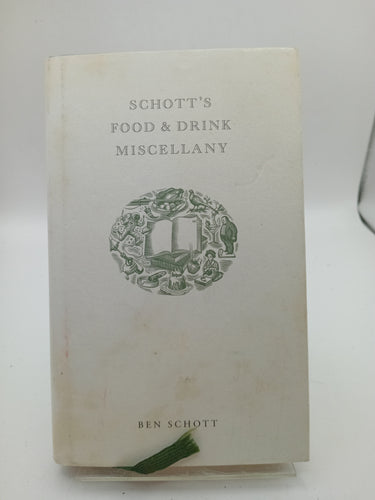 SCHOTT'S
FOOD & DRINK
MISCELLANY
BEN SCHOTT